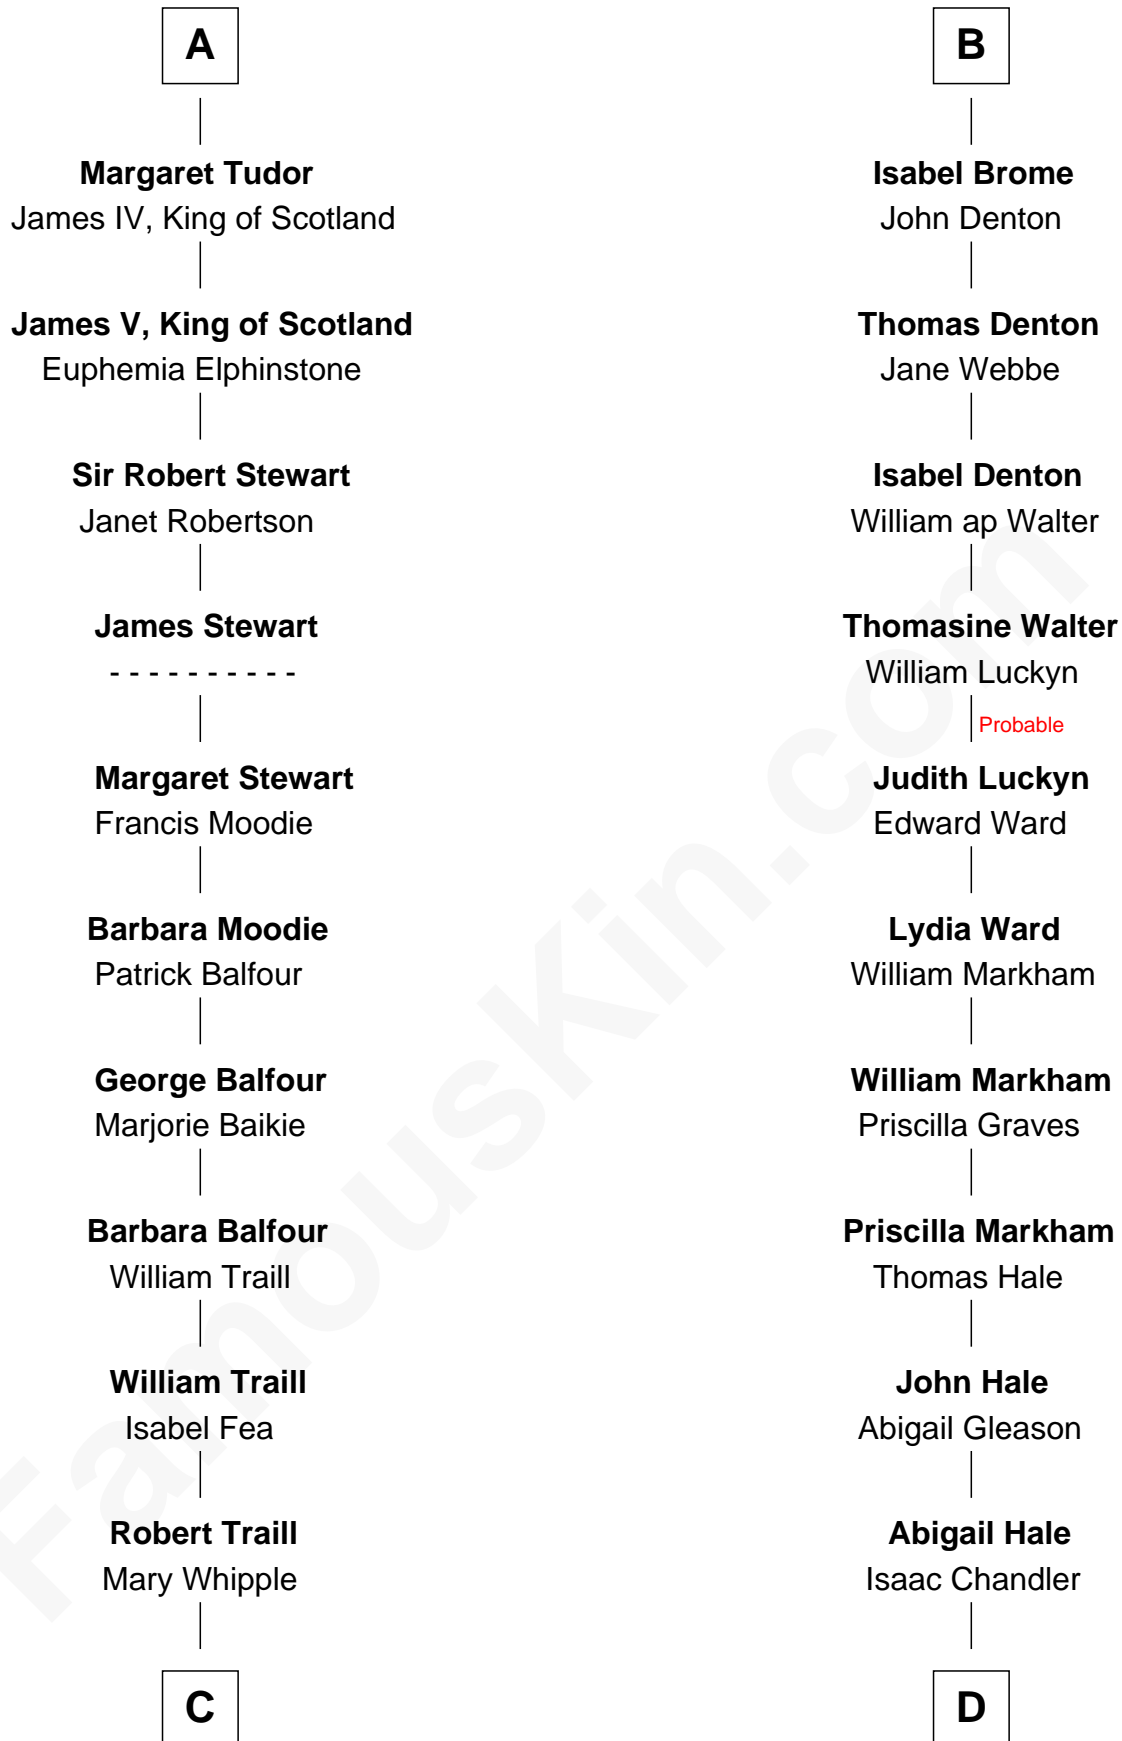 A
Margaret Tudor
James IV, King of Scotland
James V, King of Scotland
Euphemia Elphinstone
Sir Robert Stewart
Janet Robertson
James Stewart
- - - - - - - - - -
Margaret Stewart
Francis Moodie
Barbara Moodie
Patrick Balfour
George Balfour
Marjorie Baikie
Barbara Balfour
William Traill
William Traill
Isabel Fea
Robert Traill
Mary Whipple
C
B
Isabel Brome
John Denton
Thomas Denton
Jane Webbe
Isabel Denton
William ap Walter
Thomasine Walter
William Luckyn
Probable
Judith Luckyn
Edward Ward
Lydia Ward
William Markham
William Markham
Priscilla Graves
Priscilla Markham
Thomas Hale
John Hale
Abigail Gleason
Abigail Hale
Isaac Chandler
D
FamousKin.com